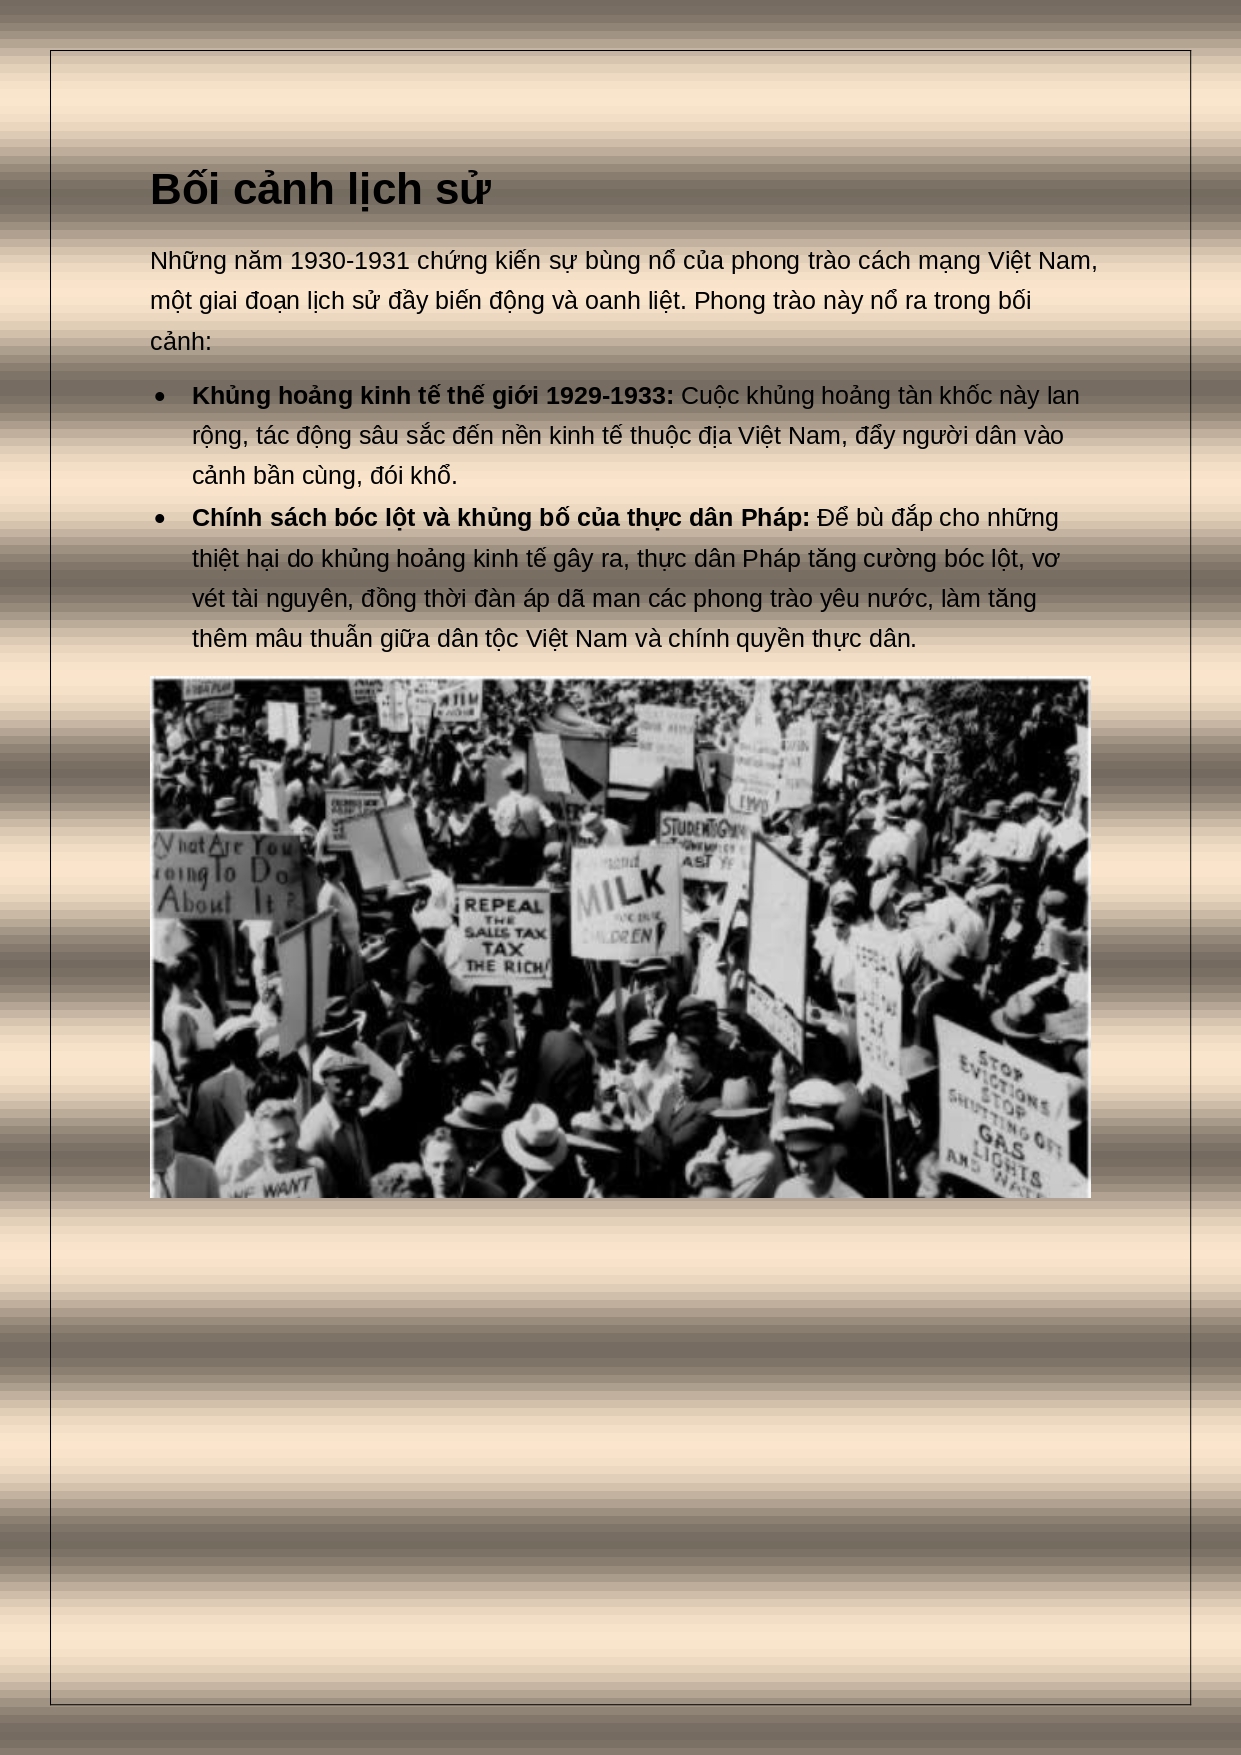 Bối cảnh lịch sử
Những năm 1930-1931 chứng kiến sự bùng nổ của phong trào cách mạng Việt Nam,
một giai đoạn lịch sử đầy biến động và oanh liệt. Phong trào này nổ ra trong bối
cảnh:
• Khủng hoảng kinh tế thế giới 1929-1933: Cuộc khủng hoảng tàn khốc này lan
rộng, tác động sâu sắc đến nền kinh tế thuộc địa Việt Nam, đẩy người dân vào
cảnh bần cùng, đói khổ.
• Chính sách bóc lột và khủng bố của thực dân Pháp: Để bù đắp cho những
thiệt hại do khủng hoảng kinh tế gây ra, thực dân Pháp tăng cường bóc lột, vơ
vét tài nguyên, đồng thời đàn áp dã man các phong trào yêu nước, làm tăng
thêm mâu thuẫn giữa dân tộc Việt Nam và chính quyền thực dân.
TWO
What Are You
Going To Do
About It ?
STUDENTS
REPEAL
THE
SALES TAX
TAX
THE RICH!
MILK
CHILDREN
STOP
EVICTIONS
STOP
SHUTTING OFF
GAS
LIGHTS
AND WATER
WE WANT